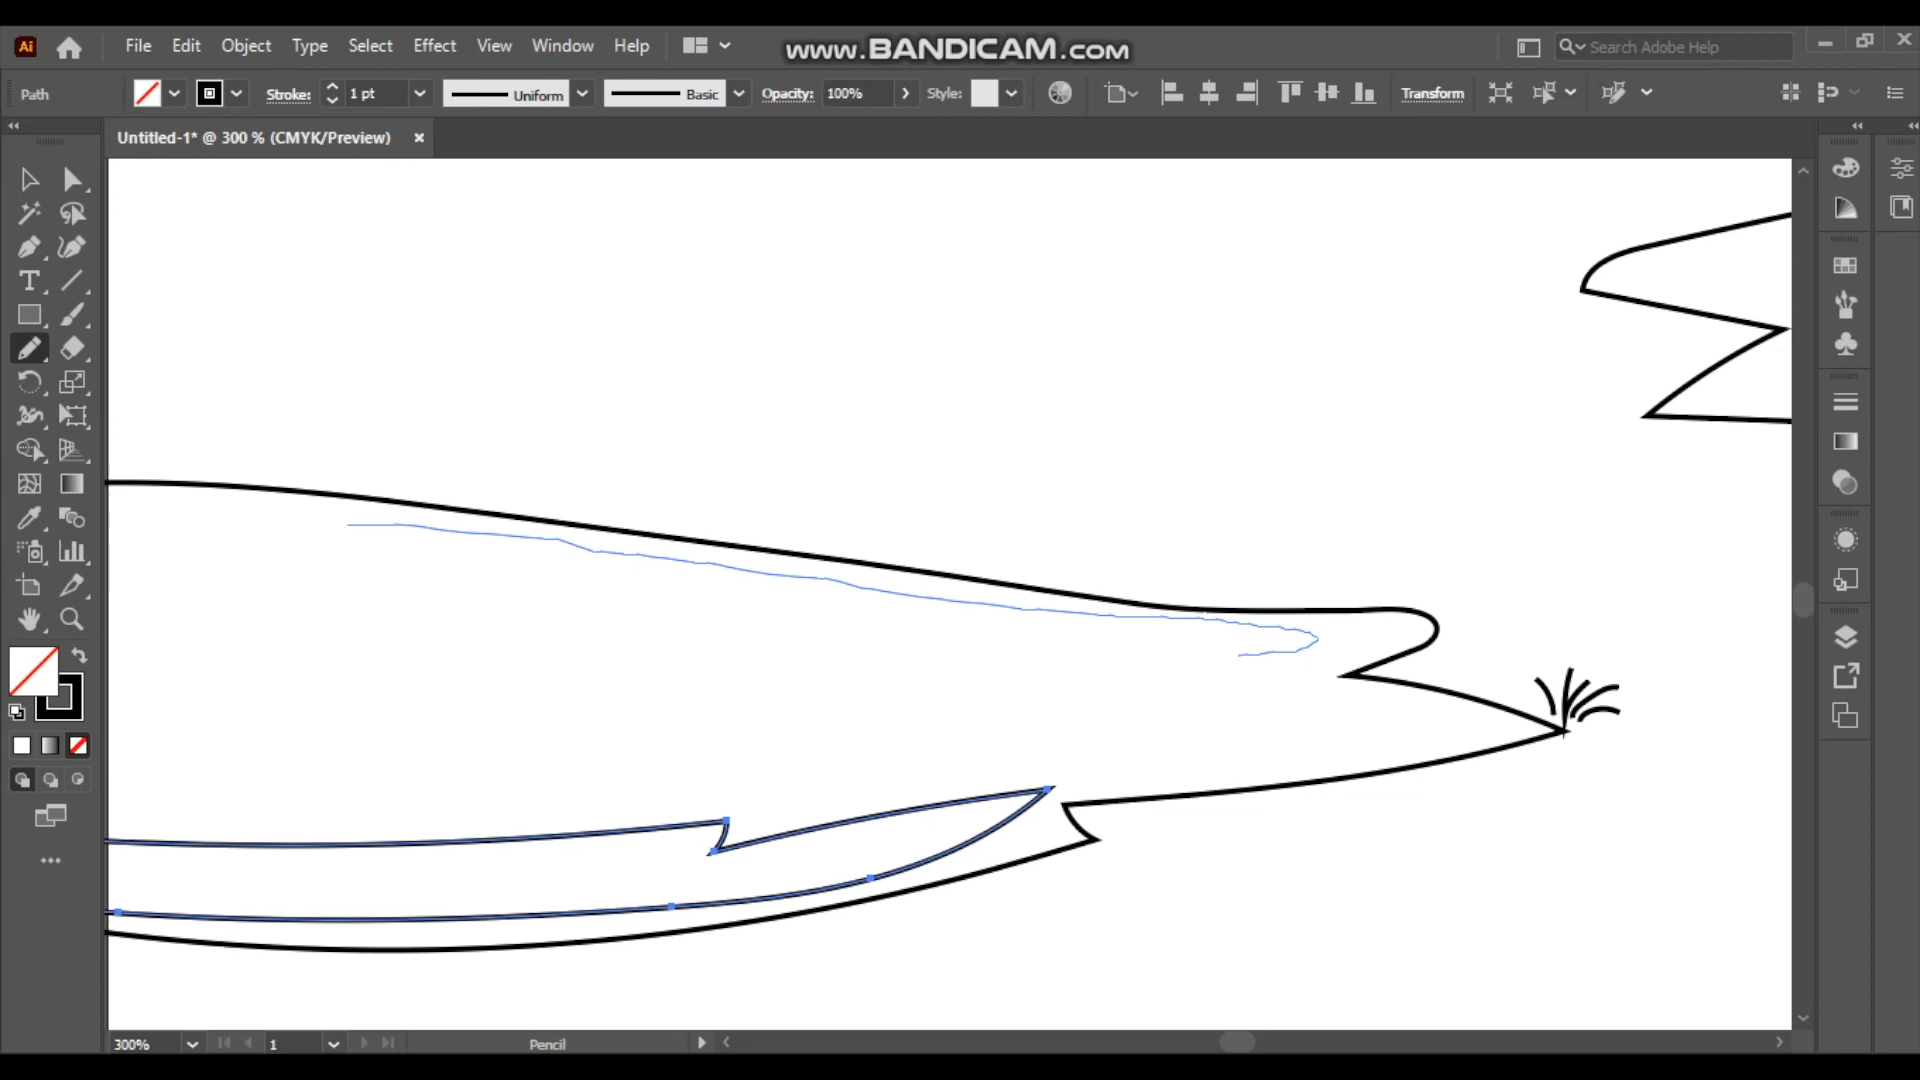 Ai File Edit Object Type Select Effect View Window Help www.BANDICAM.com Search Adobe Help
Path Stroke: 1 pt Uniform Basic Opacity: 100% Style: Transform
Untitled-1* @ 300 % (CMYK/Preview)
300% 1 Pencil